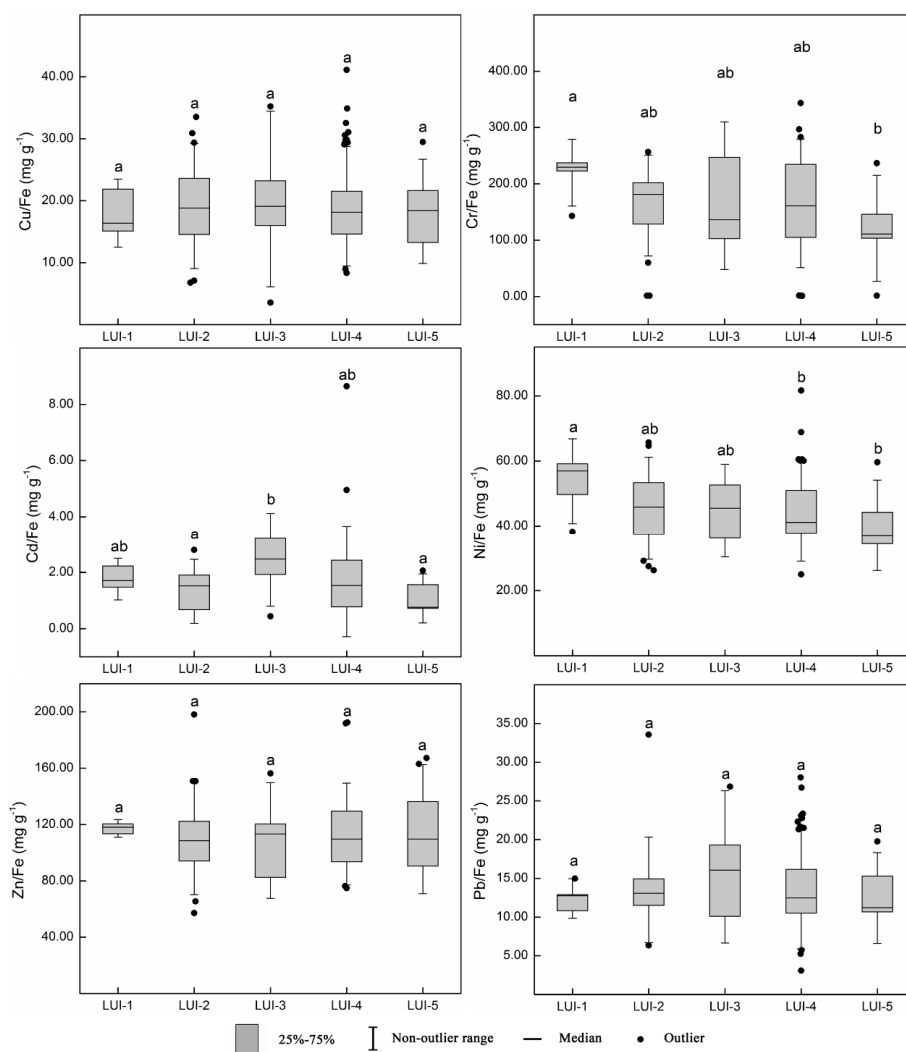 Cu/Fe (mg g⁻¹)
40.00
30.00
20.00
10.00
a
a
a
a
a
LUI-1 LUI-2 LUI-3 LUI-4 LUI-5
Cr/Fe (mg g⁻¹)
400.00
300.00
200.00
100.00
0.00
a
ab
ab
ab
b
LUI-1 LUI-2 LUI-3 LUI-4 LUI-5
Cd/Fe (mg g⁻¹)
8.00
6.00
4.00
2.00
0.00
ab
a
b
ab
a
LUI-1 LUI-2 LUI-3 LUI-4 LUI-5
Ni/Fe (mg g⁻¹)
80.00
60.00
40.00
20.00
a
ab
ab
b
b
LUI-1 LUI-2 LUI-3 LUI-4 LUI-5
Zn/Fe (mg g⁻¹)
200.00
160.00
120.00
80.00
40.00
a
a
a
a
a
LUI-1 LUI-2 LUI-3 LUI-4 LUI-5
Pb/Fe (mg g⁻¹)
35.00
30.00
25.00
20.00
15.00
10.00
5.00
a
a
a
a
a
LUI-1 LUI-2 LUI-3 LUI-4 LUI-5
25%-75% Non-outlier range Median Outlier